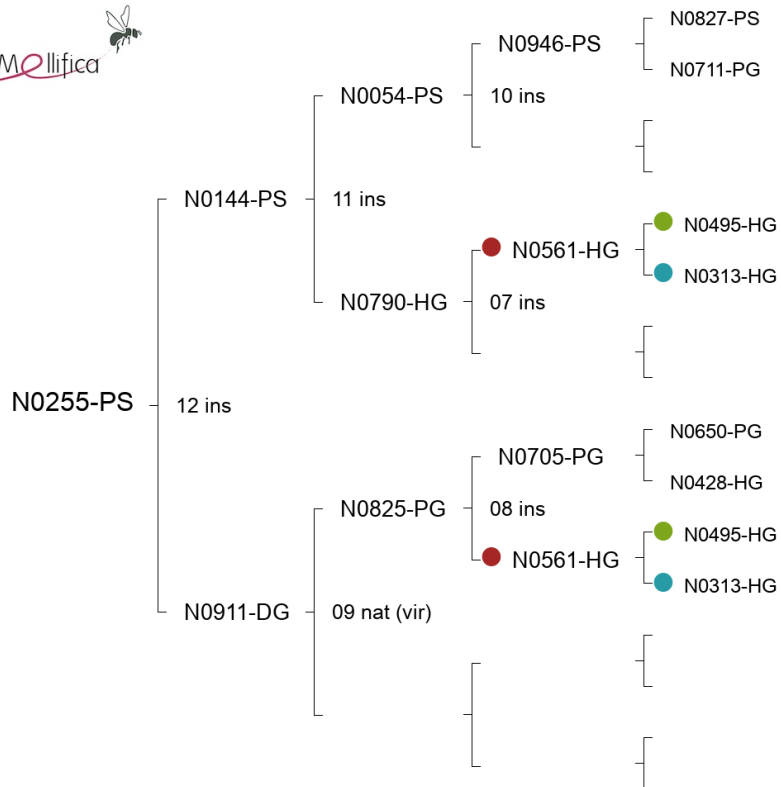 Mellifica
N0827-PS
N0946-PS
N0711-PG
N0054-PS
10 ins
N0144-PS
11 ins
N0495-HG
N0561-HG
N0313-HG
N0790-HG
07 ins
N0255-PS
12 ins
N0650-PG
N0705-PG
N0428-HG
N0825-PG
08 ins
N0495-HG
N0561-HG
N0313-HG
N0911-DG
09 nat (vir)